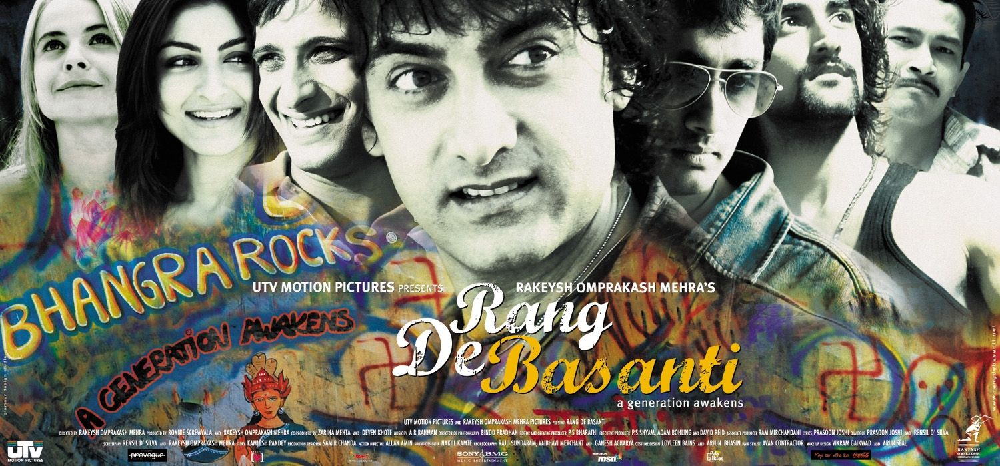 BHANGRA ROCKS
A GENERATION AWAKENS
UTV MOTION PICTURES PRESENTS
RAKEYSH OMPRAKASH MEHRA'S
Rang
De Basanti
a generation awakens
UTV MOTION PICTURES AND RAKEYSH OMPRAKASH MEHRA PICTURES PRESENT RANG DE BASANTI
DIRECTED BY RAKEYSH OMPRAKASH MEHRA PRODUCED BY RONNIE SCREWVALA AND RAKEYSH OMPRAKASH MEHRA CO-PRODUCED BY ZARINA MEHTA AND DEVEN KHOTE MUSIC BY A R RAHMAN DIRECTOR OF PHOTOGRAPHY BINOD PRADHAN EDITOR AND CREATIVE PRODUCER P.S BHARATHI EXECUTIVE PRODUCER P.S.SHYAM, ADAM BOHLING AND DAVID REID ASSOCIATE PRODUCER RAM MIRCHANDANI LYRICS PRASOON JOSHI DIALOGUE PRASOON JOSHI AND RENSIL D' SILVA
SCREENPLAY RENSIL D' SILVA AND RAKEYSH OMPRAKASH MEHRA STORY KAMLESH PANDEY PRODUCTION DESIGNER SAMIR CHANDA ACTION DIRECTOR ALLAN AMIN SOUND DESIGNER NAKUL KAMTE CHOREOGRAPHY RAJU SUNDARAM, VAIBHAVI MERCHANT AND GANESH ACHARYA COSTUME DESIGN LOVLEEN BAINS AND ARJUN BHASIN HAIR STYLIST AVAN CONTRACTOR MAKE UP DESIGN VIKRAM GAIKWAD AND ARUN SEAL
UTV
MOTION PICTURES
provogue
SONY BMG
MUSIC ENTERTAINMENT
msn.co.in
msn
talkies
Coca-Cola
RAKEYSH
OMPRAKASH
MEHRA PICTURES
glamour design studio
www.rangdebasanti.net